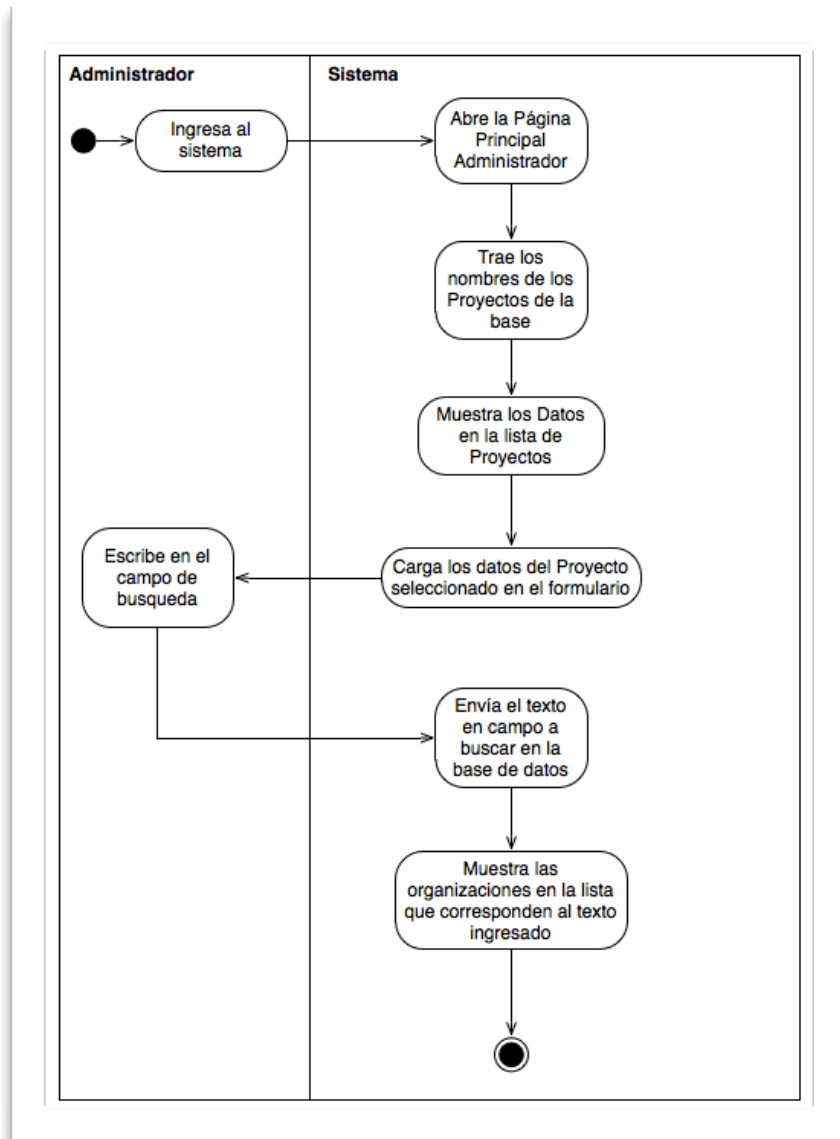 Administrador
Sistema
Ingresa al
sistema
Abre la Página
Principal
Administrador
Trae los
nombres de los
Proyectos de la
base
Muestra los Datos
en la lista de
Proyectos
Carga los datos del Proyecto
seleccionado en el formulario
Escribe en el
campo de
busqueda
Envía el texto
en campo a
buscar en la
base de datos
Muestra las
organizaciones en la lista
que corresponden al texto
ingresado